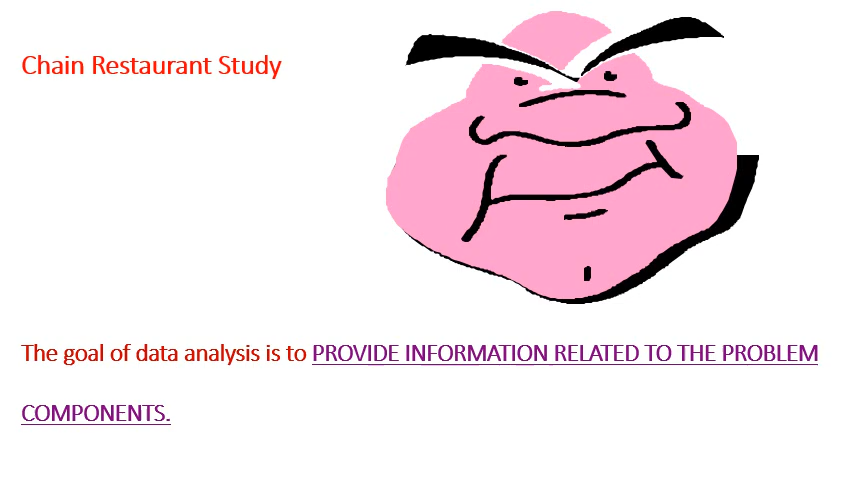 Chain Restaurant Study
The goal of data analysis is to PROVIDE INFORMATION RELATED TO THE PROBLEM
COMPONENTS.